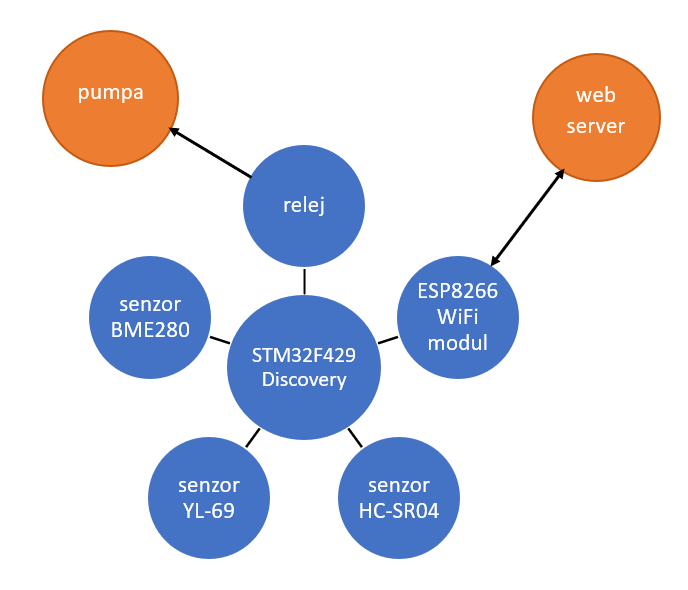 pumpa
web
server
relej
senzor
BME280
ESP8266
WiFi
modul
STM32F429
Discovery
senzor
YL-69
senzor
HC-SR04